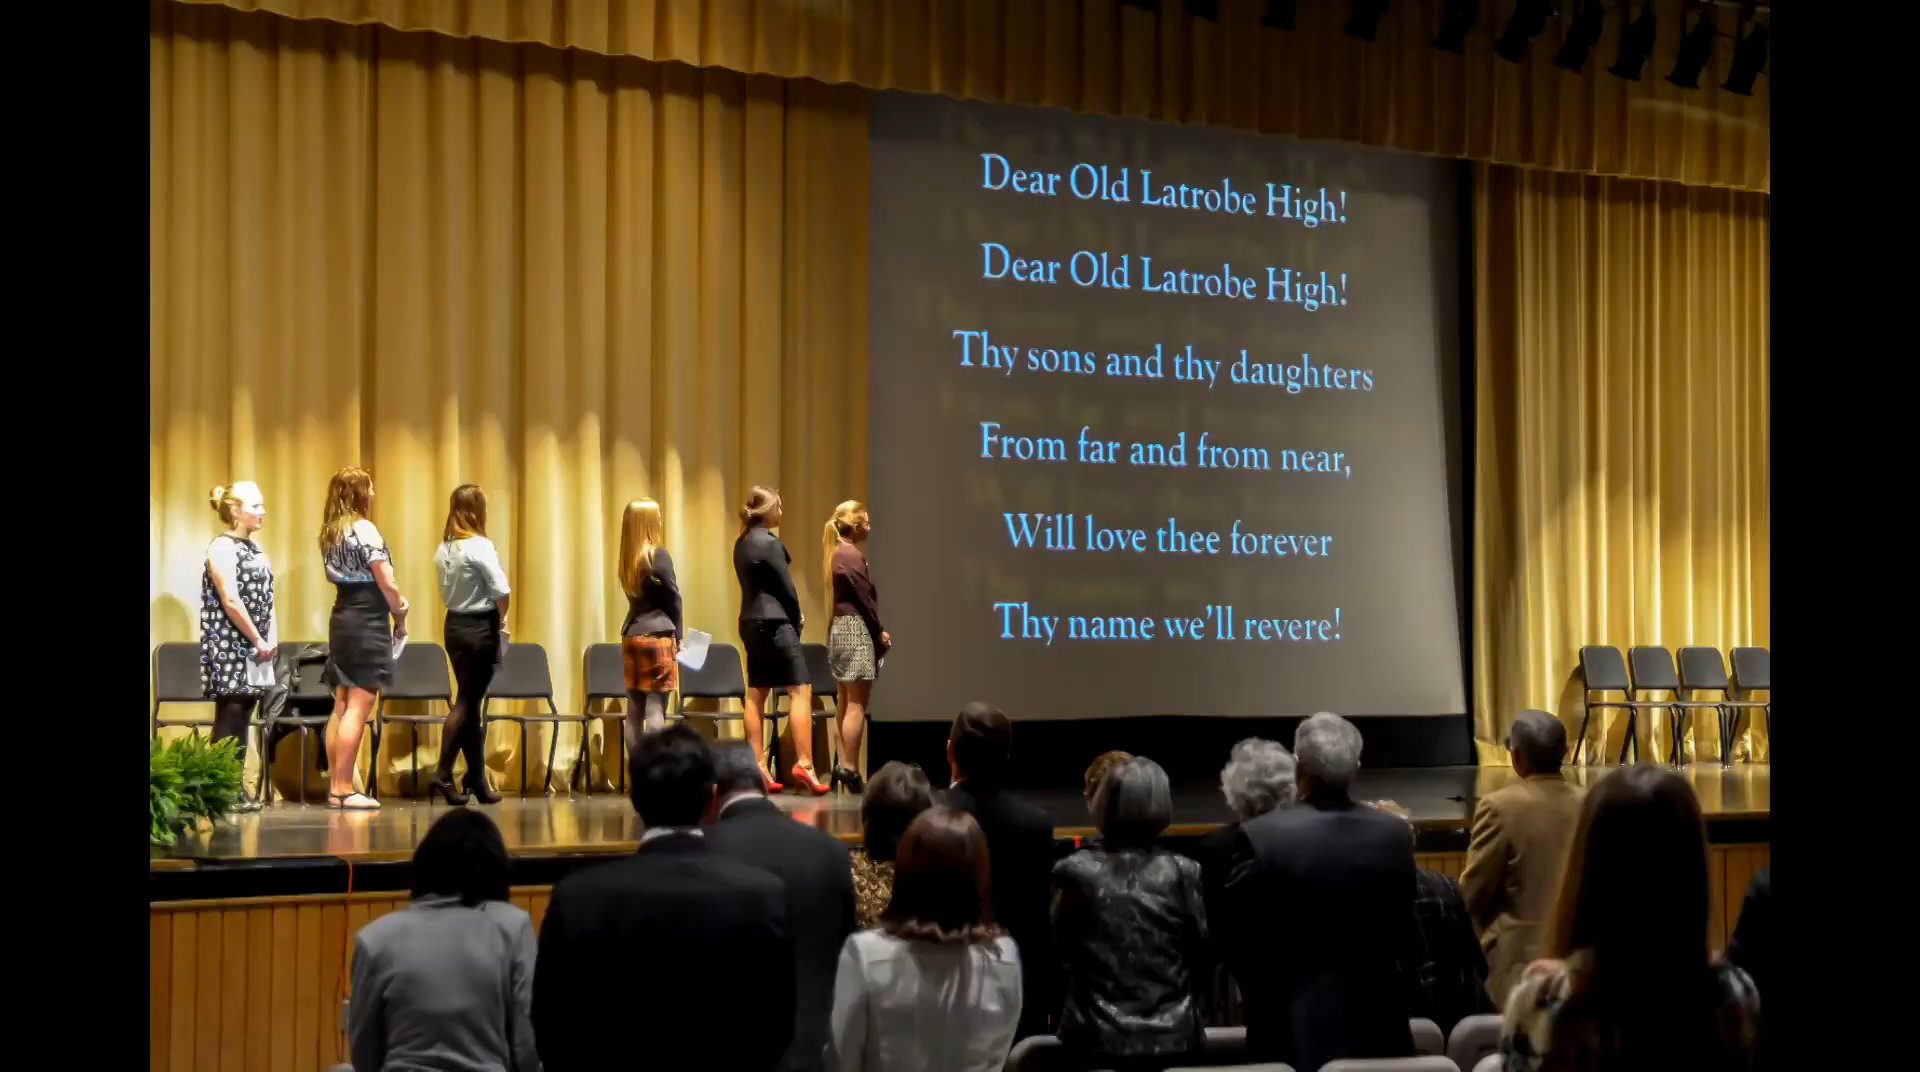 Dear Old Latrobe High!
Dear Old Latrobe High!
Thy sons and thy daughters
From far and from near,
Will love thee forever
Thy name we'll revere!